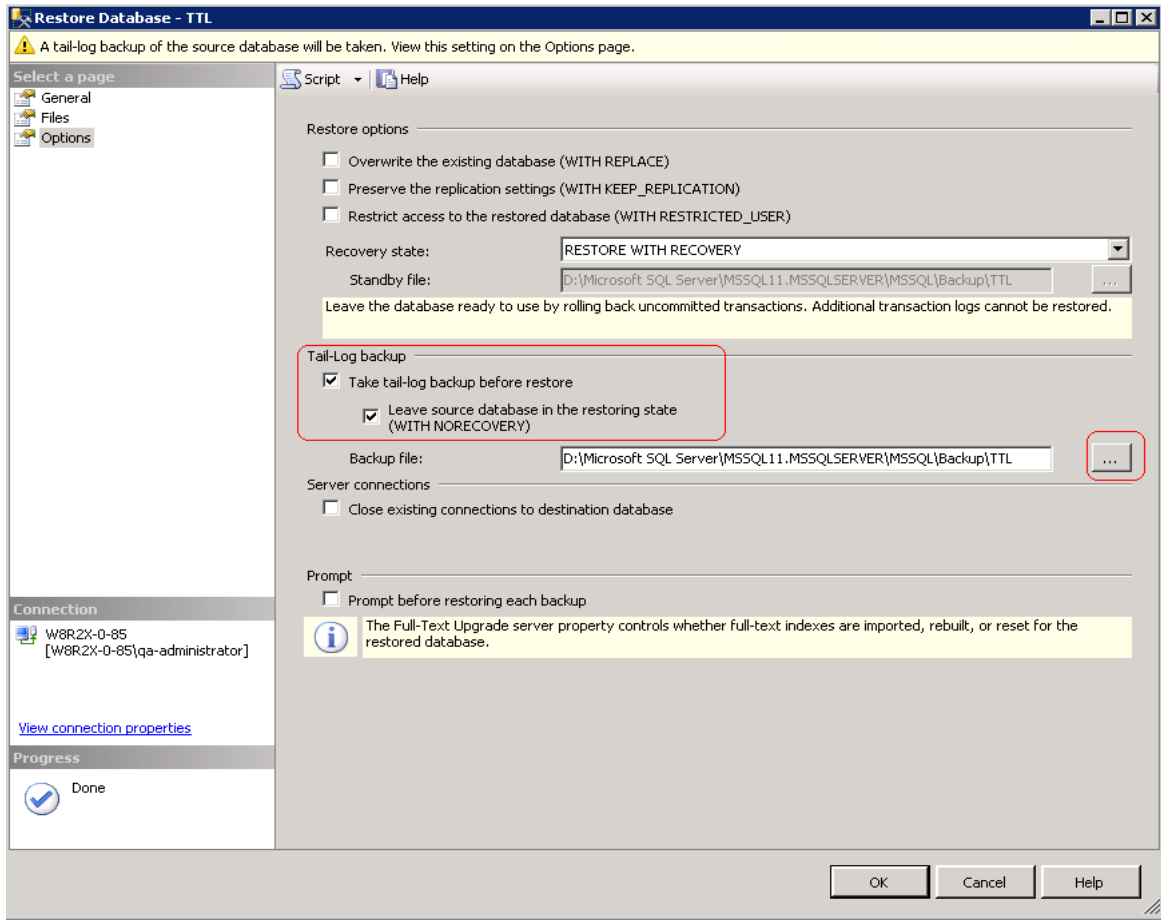 Restore Database - TTL
A tail-log backup of the source database will be taken. View this setting on the Options page.
Select a page
General
Files
Options
Script
Help
Restore options
Overwrite the existing database (WITH REPLACE)
Preserve the replication settings (WITH KEEP_REPLICATION)
Restrict access to the restored database (WITH RESTRICTED_USER)
Recovery state:
RESTORE WITH RECOVERY
Standby file:
D:\Microsoft SQL Server\MSSQL11.MSSQLSERVER\MSSQL\Backup\TTL
...
Leave the database ready to use by rolling back uncommitted transactions. Additional transaction logs cannot be restored.
Tail-Log backup
Take tail-log backup before restore
Leave source database in the restoring state
(WITH NORECOVERY)
Backup file:
D:\Microsoft SQL Server\MSSQL11.MSSQLSERVER\MSSQL\Backup\TTL
...
Server connections
Close existing connections to destination database
Prompt
Prompt before restoring each backup
The Full-Text Upgrade server property controls whether full-text indexes are imported, rebuilt, or reset for the
restored database.
Connection
W8R2X-0-85
[W8R2X-0-85\qa-administrator]
View connection properties
Progress
Done
OK
Cancel
Help